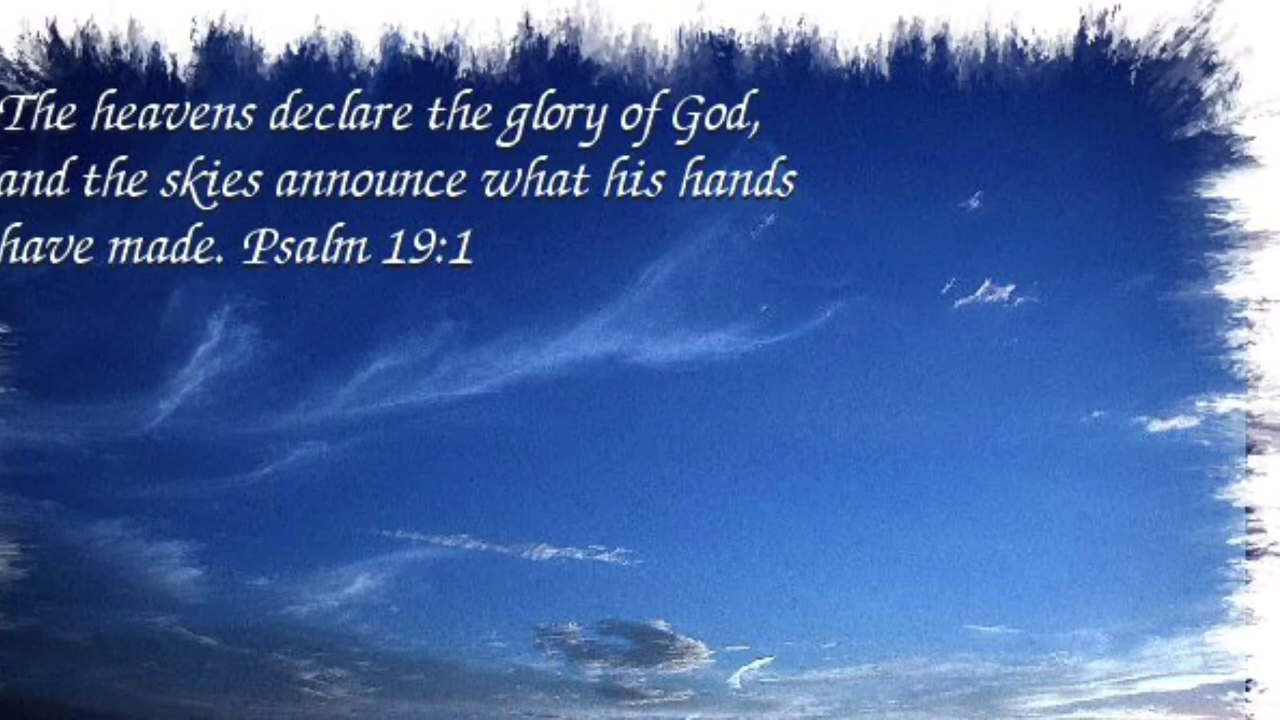 The heavens declare the glory of God,
and the skies announce what his hands
have made. Psalm 19:1